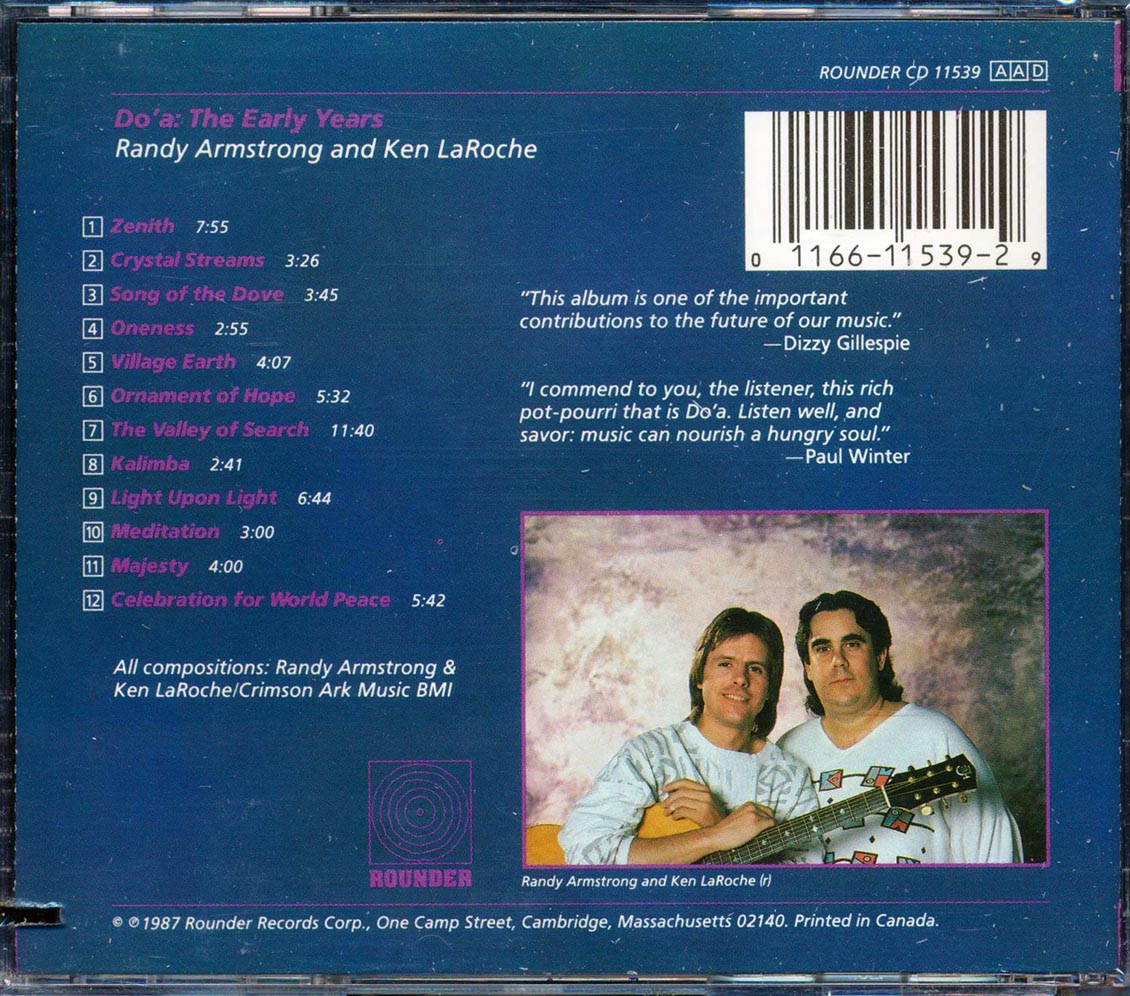 ROUNDER CD 11539 AAD
Do'a: The Early Years
Randy Armstrong and Ken LaRoche
1 Zenith 7:55
2 Crystal Streams 3:26
3 Song of the Dove 3:45
4 Oneness 2:55
5 Village Earth 4:07
6 Ornament of Hope 5:32
7 The Valley of Search 11:40
8 Kalimba 2:41
9 Light Upon Light 6:44
10 Meditation 3:00
11 Majesty 4:00
12 Celebration for World Peace 5:42
All compositions: Randy Armstrong &
Ken LaRoche/Crimson Ark Music BMI
ROUNDER
0 1166-11539-2 9
“This album is one of the important
contributions to the future of our music.”
—Dizzy Gillespie
“I commend to you, the listener, this rich
pot-pourri that is Do'a. Listen well, and
savor: music can nourish a hungry soul.”
—Paul Winter
Randy Armstrong and Ken LaRoche (r)
© ℗ 1987 Rounder Records Corp., One Camp Street, Cambridge, Massachusetts 02140. Printed in Canada.